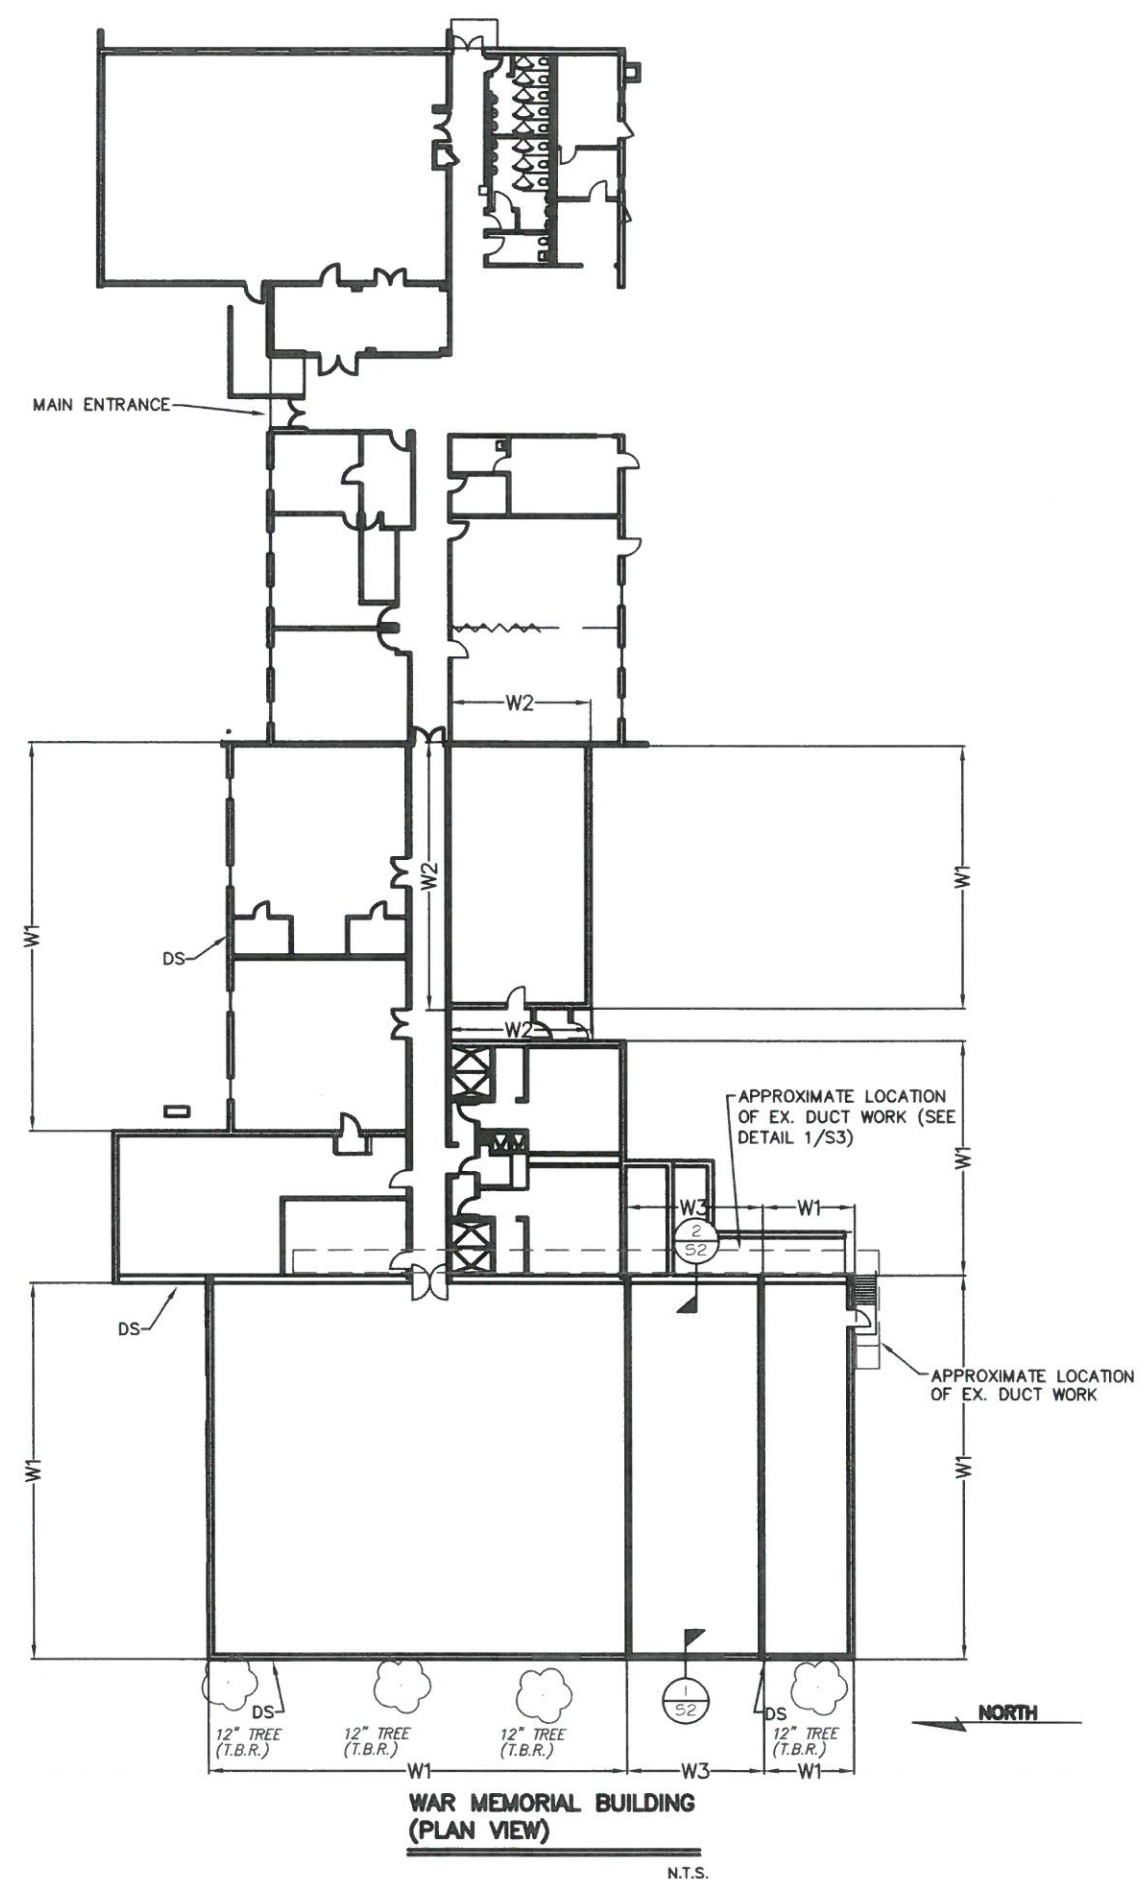 MAIN ENTRANCE
W2
W2
W1
W1
DS
W2
APPROXIMATE LOCATION
OF EX. DUCT WORK (SEE
DETAIL 1/S3)
W1
W3
W1
2
S2
DS
APPROXIMATE LOCATION
OF EX. DUCT WORK
W1
W1
DS
1
S2
DS
NORTH
12" TREE
(T.B.R.)
12" TREE
(T.B.R.)
12" TREE
(T.B.R.)
12" TREE
(T.B.R.)
W1
W3
W1
WAR MEMORIAL BUILDING
(PLAN VIEW)
N.T.S.